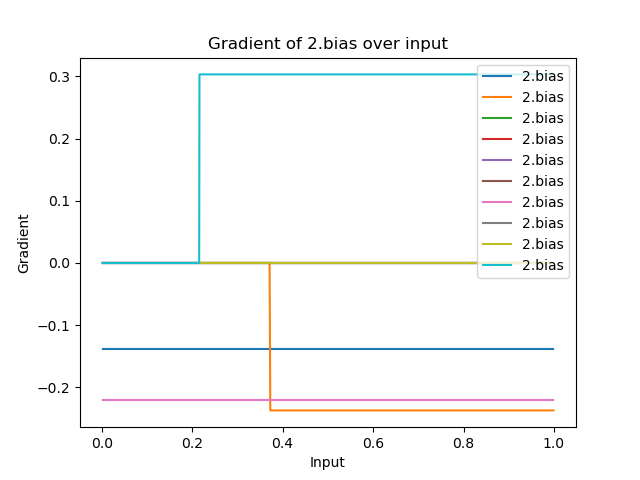 Gradient of 2.bias over input
0.3
0.2
0.1
0.0
−0.1
−0.2
Gradient
0.0
0.2
0.4
0.6
0.8
1.0
Input
2.bias
2.bias
2.bias
2.bias
2.bias
2.bias
2.bias
2.bias
2.bias
2.bias